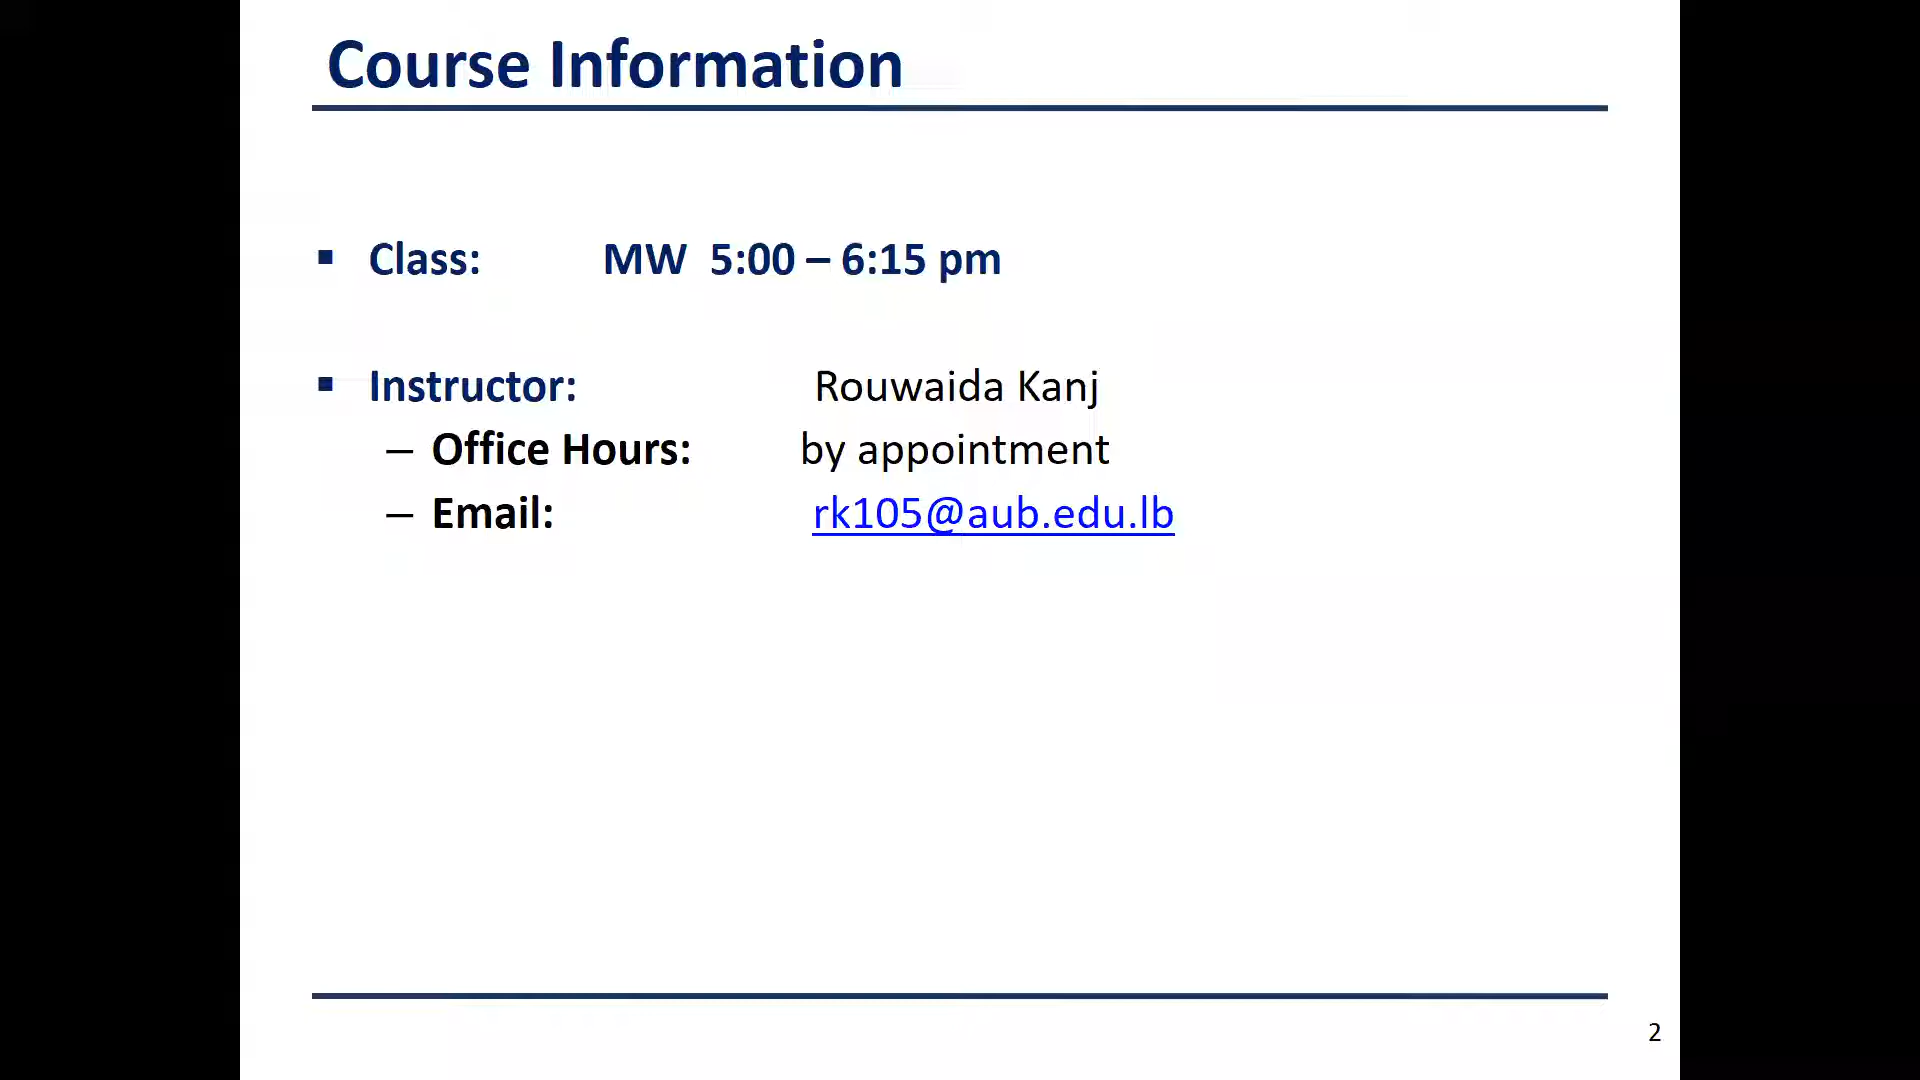 Course Information
▪ Class: MW 5:00 – 6:15 pm
▪ Instructor: Rouwaida Kanj
– Office Hours: by appointment
– Email: rk105@aub.edu.lb
2